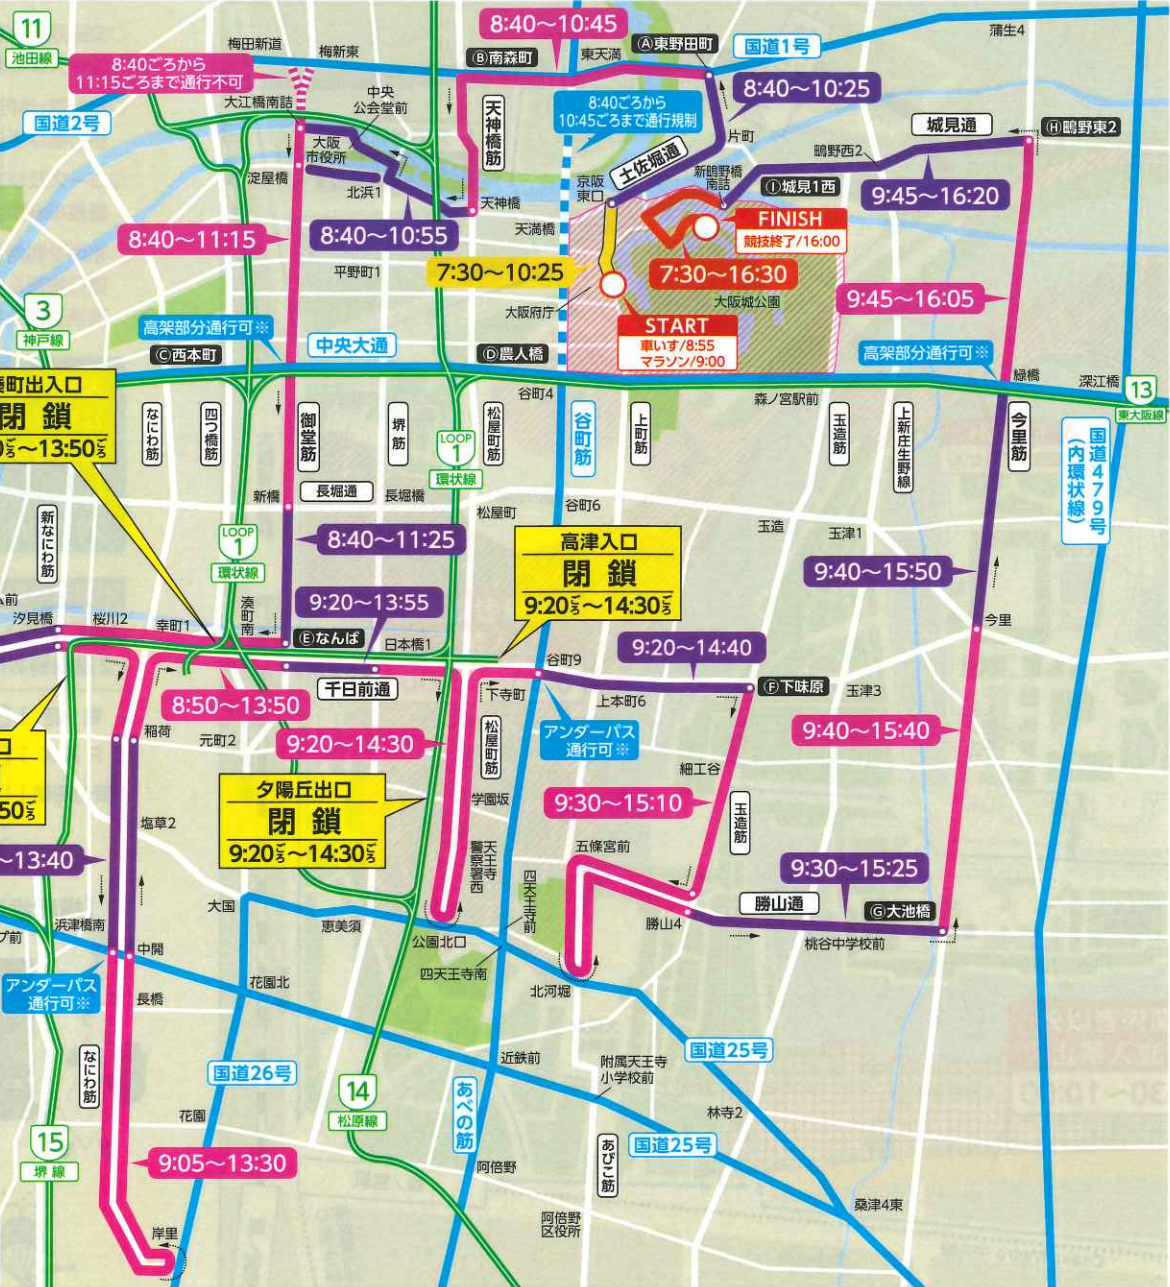 11
池田線
梅田新道
梅新東
8:40ごろから
11:15ごろまで通行不可
8:40～10:45
Ⓑ南森町
東天満
Ⓐ東野田町
国道1号
蒲生4
国道2号
大江橋南詰
中央
公会堂前
天神橋筋
8:40ごろから
10:45ごろまで通行規制
8:40～10:25
片町
城見通
Ⓗ鴫野東2
大阪
市役所
淀屋橋
北浜1
天神橋
京阪
東口
土佐堀通
新鴫野橋
南詰
鴫野西2
Ⓘ城見1西
9:45～16:20
8:40～11:15
8:40～10:55
天満橋
FINISH
競技終了/16:00
平野町1
7:30～10:25
7:30～16:30
大阪城公園
9:45～16:05
3
神戸線
大阪府庁
高架部分通行可※
中央大通
START
車いす/8:55
マラソン/9:00
Ⓒ西本町
Ⓓ農人橋
高架部分通行可※
緑橋
深江橋
13
東大阪線
町出入口
閉鎖
～13:50ごろ
谷町4
森ノ宮駅前
なにわ筋
四つ橋筋
御堂筋
堺筋
松屋町筋
谷町筋
上町筋
玉造筋
上新庄生野線
今里筋
国道479号
(内環状線)
LOOP
1
環状線
新橋
長堀通
長堀橋
松屋町
谷町6
玉造
玉津1
新なにわ筋
LOOP
1
環状線
8:40～11:25
高津入口
閉鎖
9:20ごろ～14:30ごろ
9:40～15:50
前
汐見橋
桜川2
幸町1
湊町南
9:20～13:55
Ⓔなんば
日本橋1
今里
9:20～14:40
谷町9
8:50～13:50
千日前通
下寺町
上本町6
Ⓕ下味原
玉津3
稲荷
元町2
9:20～14:30
松屋町筋
アンダーパス
通行可※
9:40～15:40
口
50ごろ
夕陽丘出口
閉鎖
9:20ごろ～14:30ごろ
細工谷
学園坂
9:30～15:10
玉造筋
塩草2
天王寺
警察署西
五條宮前
～13:40
四天王寺前
9:30～15:25
大国
恵美須
勝山4
勝山通
Ⓖ大池橋
プ前
浜津橋南
中開
公園北口
桃谷中学校前
アンダーパス
通行可※
長橋
花園北
四天王寺南
北河堀
なにわ筋
国道26号
近鉄前
国道25号
附属天王寺
小学校前
14
松原線
あべの筋
林寺2
花園
15
堺線
9:05～13:30
阿倍野
あびこ筋
国道25号
岸里
阿倍野
区役所
桑津4東